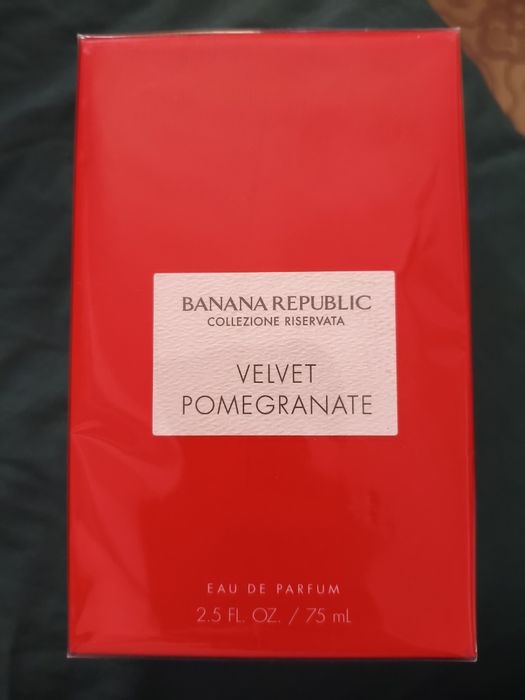 BANANA REPUBLIC
COLLEZIONE RISERVATA
VELVET
POMEGRANATE
EAU DE PARFUM
2.5 FL. OZ. / 75 mL